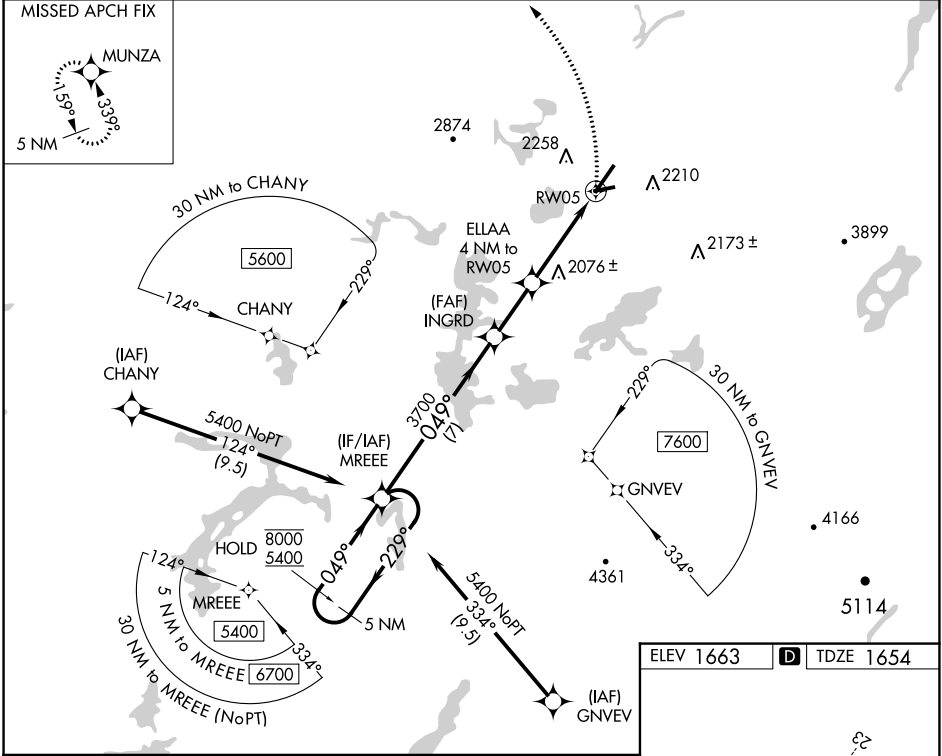 MISSED APCH FIX
MUNZA
159°
339°
5 NM
2874
2258
2210
RW05
30 NM to CHANY
5600
229°
124°
CHANY
ELLAA
4 NM to
RW05
2076 ±
2173 ±
3899
(FAF)
INGRD
(IAF)
CHANY
5400 NoPT
124°
(9.5)
3700
049°
(7)
(IF/IAF)
MREEE
229°
30 NM to GNVEV
7600
GNVEV
334°
HOLD
8000
5400
049°
229°
5 NM
4166
4361
5114
124°
MREEE
5400
334°
5 NM to MREEE
6700
30 NM to MREEE (NoPT)
5400 NoPT
334°
(9.5)
(IAF)
GNVEV
ELEV 1663
D
TDZE 1654
23